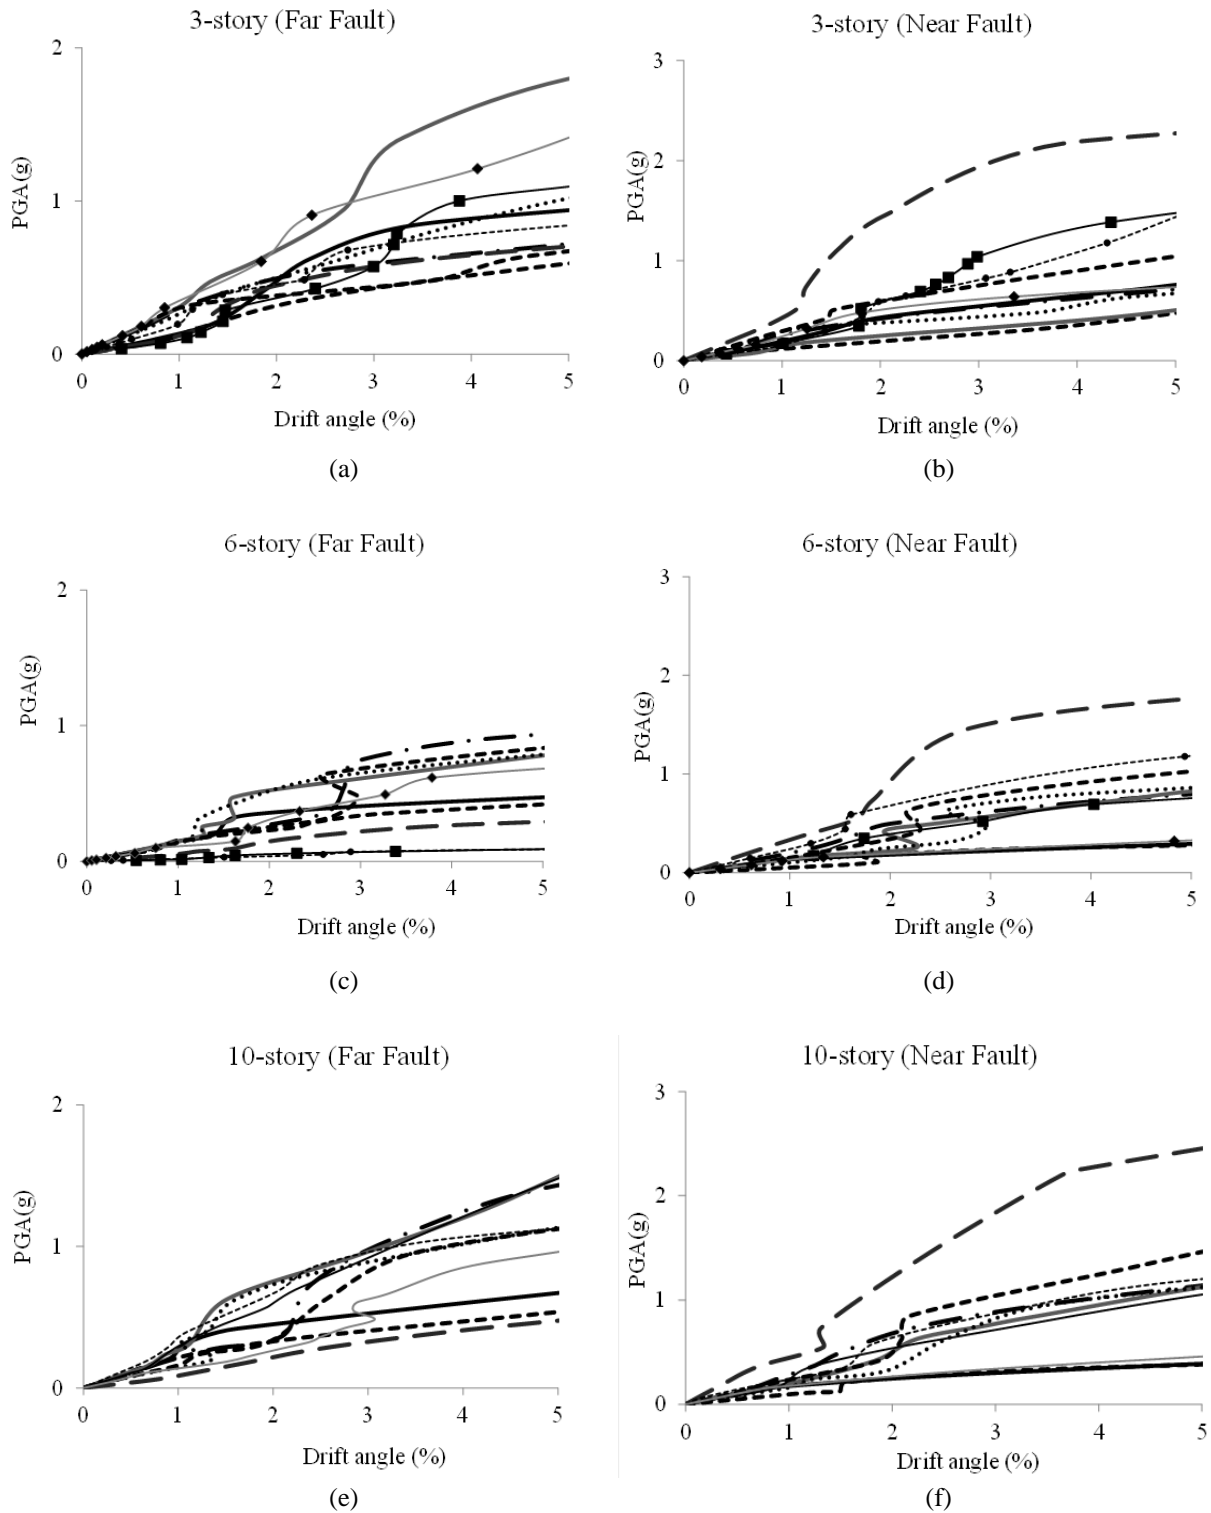 3-story (Far Fault)
2
1
0
PGA(g)
0 1 2 3 4 5
Drift angle (%)
(a)
3-story (Near Fault)
3
2
1
0
PGA(g)
0 1 2 3 4 5
Drift angle (%)
(b)
6-story (Far Fault)
2
1
0
PGA(g)
0 1 2 3 4 5
Drift angle (%)
(c)
6-story (Near Fault)
3
2
1
0
PGA(g)
0 1 2 3 4 5
Drift angle (%)
(d)
10-story (Far Fault)
2
1
0
PGA(g)
0 1 2 3 4 5
Drift angle (%)
(e)
10-story (Near Fault)
3
2
1
0
PGA(g)
0 1 2 3 4 5
Drift angle (%)
(f)